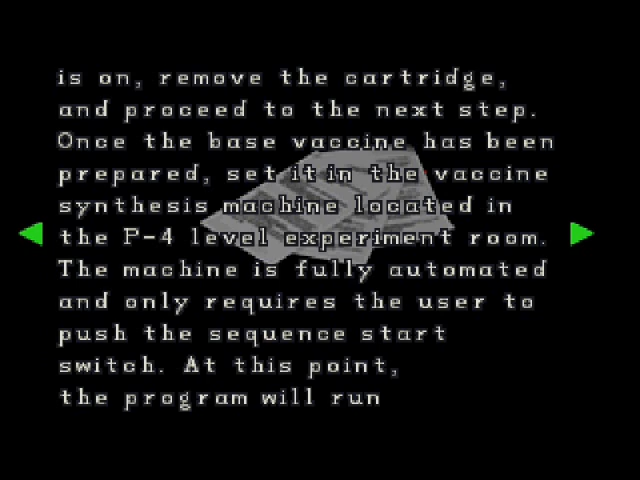 is on, remove the cartridge,
and proceed to the next step.
Once the base vaccine has been
prepared, set it in the vaccine
synthesis machine located in
the P-4 level experiment room.
The machine is fully automated
and only requires the user to
push the sequence start
switch. At this point,
the program will run